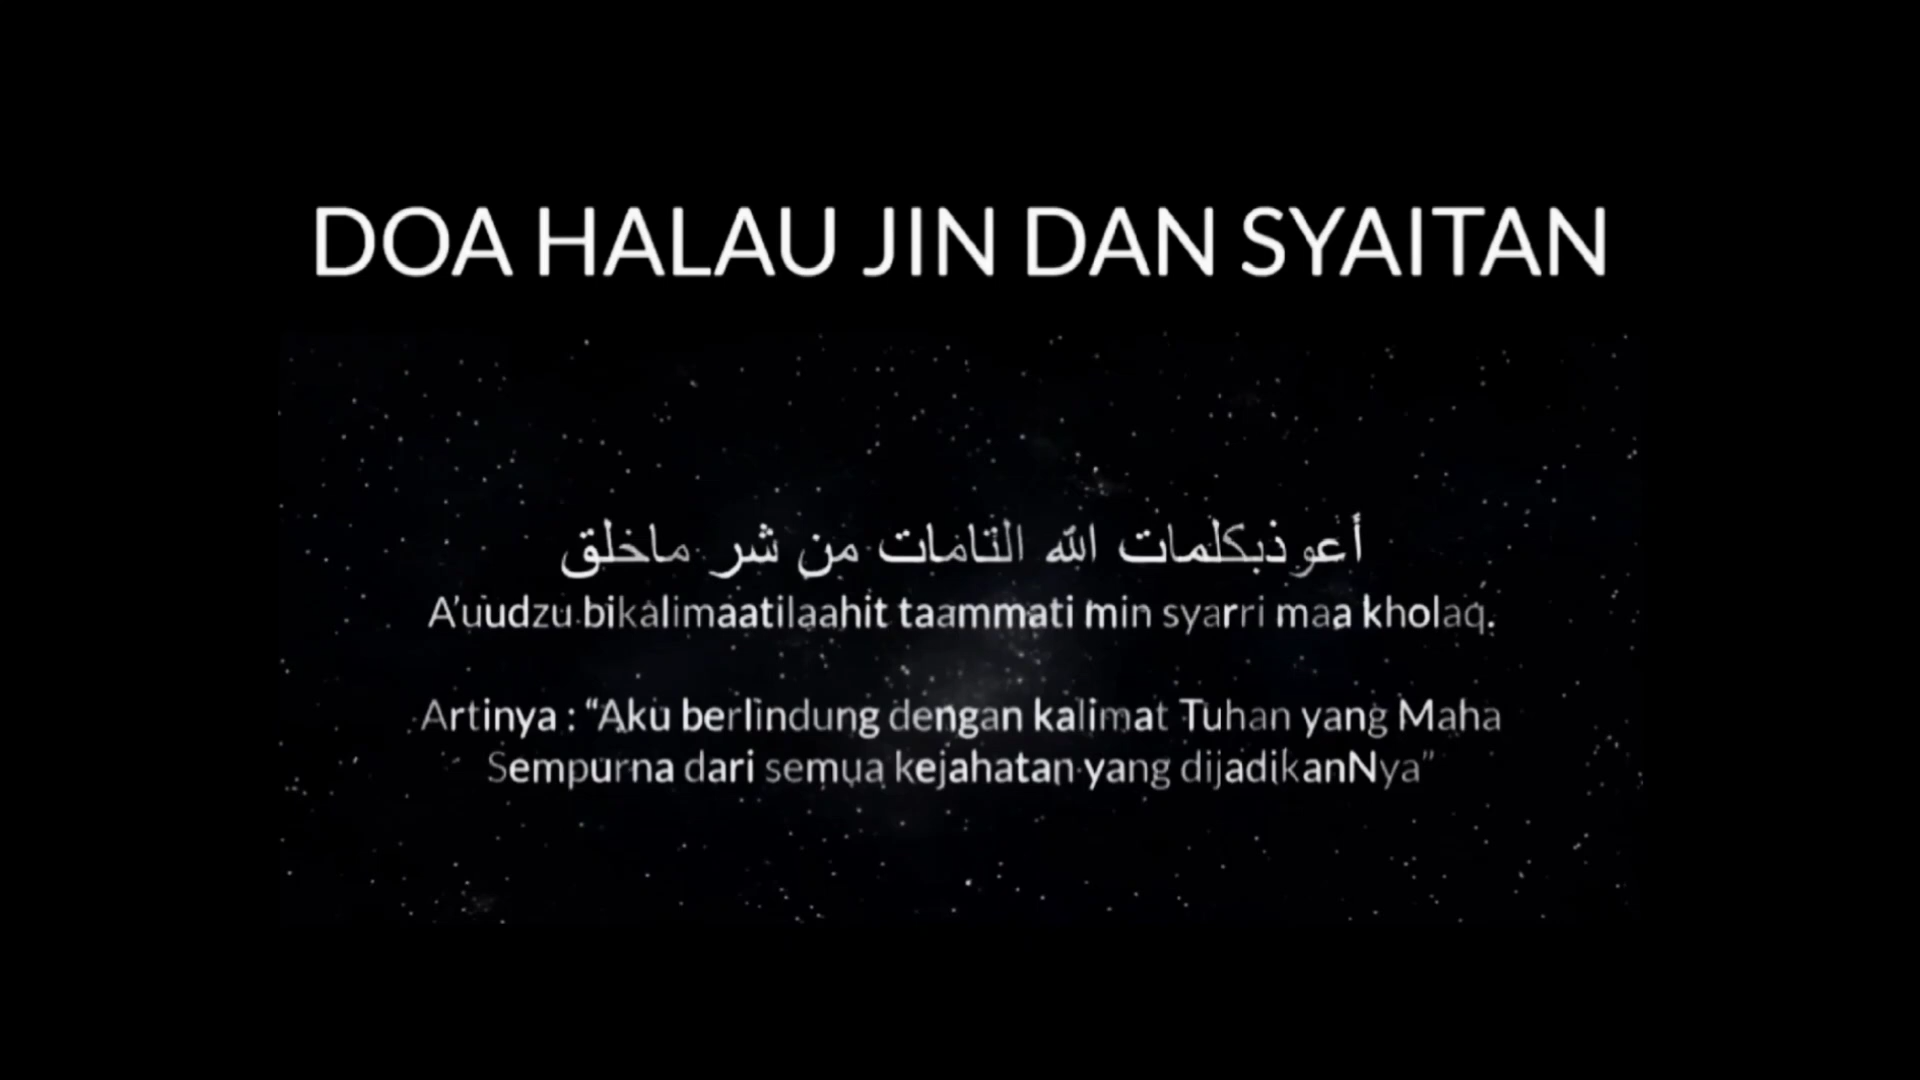 DOA HALAU JIN DAN SYAITAN
أعوذبكلمات الله التامات من شر ماخلق
A'uudzu bikalimaatilaahit taammati min syarri maa kholaq.
Artinya : “Aku berlindung dengan kalimat Tuhan yang Maha
Sempurna dari semua kejahatan yang dijadikanNya”